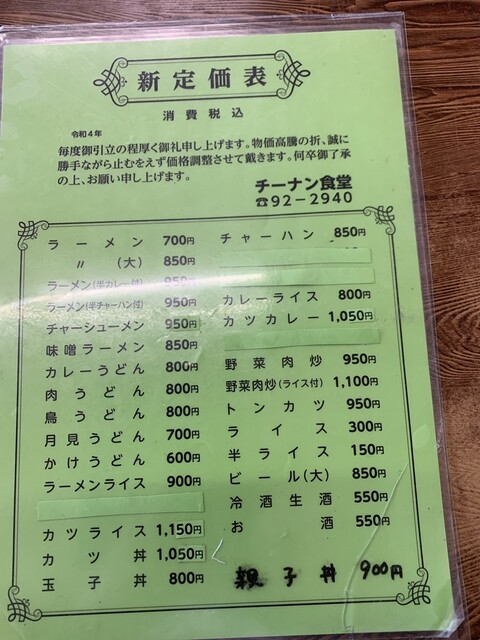 新定価表
消費税込
令和4年
毎度御引立の程厚く御礼申し上げます。物価高騰の折、誠に
勝手ながら止むをえず価格調整させて戴きます。何卒御了承
の上、お願い申し上げます。
チーナン食堂
☎92-2940
ラーメン 700円
〃 (大) 850円
ラーメン(半カレー付) 950円
ラーメン(半チャーハン付) 950円
チャーシューメン 950円
味噌ラーメン 850円
カレーうどん 800円
肉うどん 800円
鳥うどん 800円
月見うどん 700円
かけうどん 600円
ラーメンライス 900円
カツライス 1,150円
カツ丼 1,050円
玉子丼 800円
チャーハン 850円
カレーライス 800円
カツカレー 1,050円
野菜肉炒 950円
野菜肉炒(ライス付) 1,100円
トンカツ 950円
ライス 300円
半ライス 150円
ビール(大) 850円
冷酒生酒 550円
お酒 550円
親子丼 900円